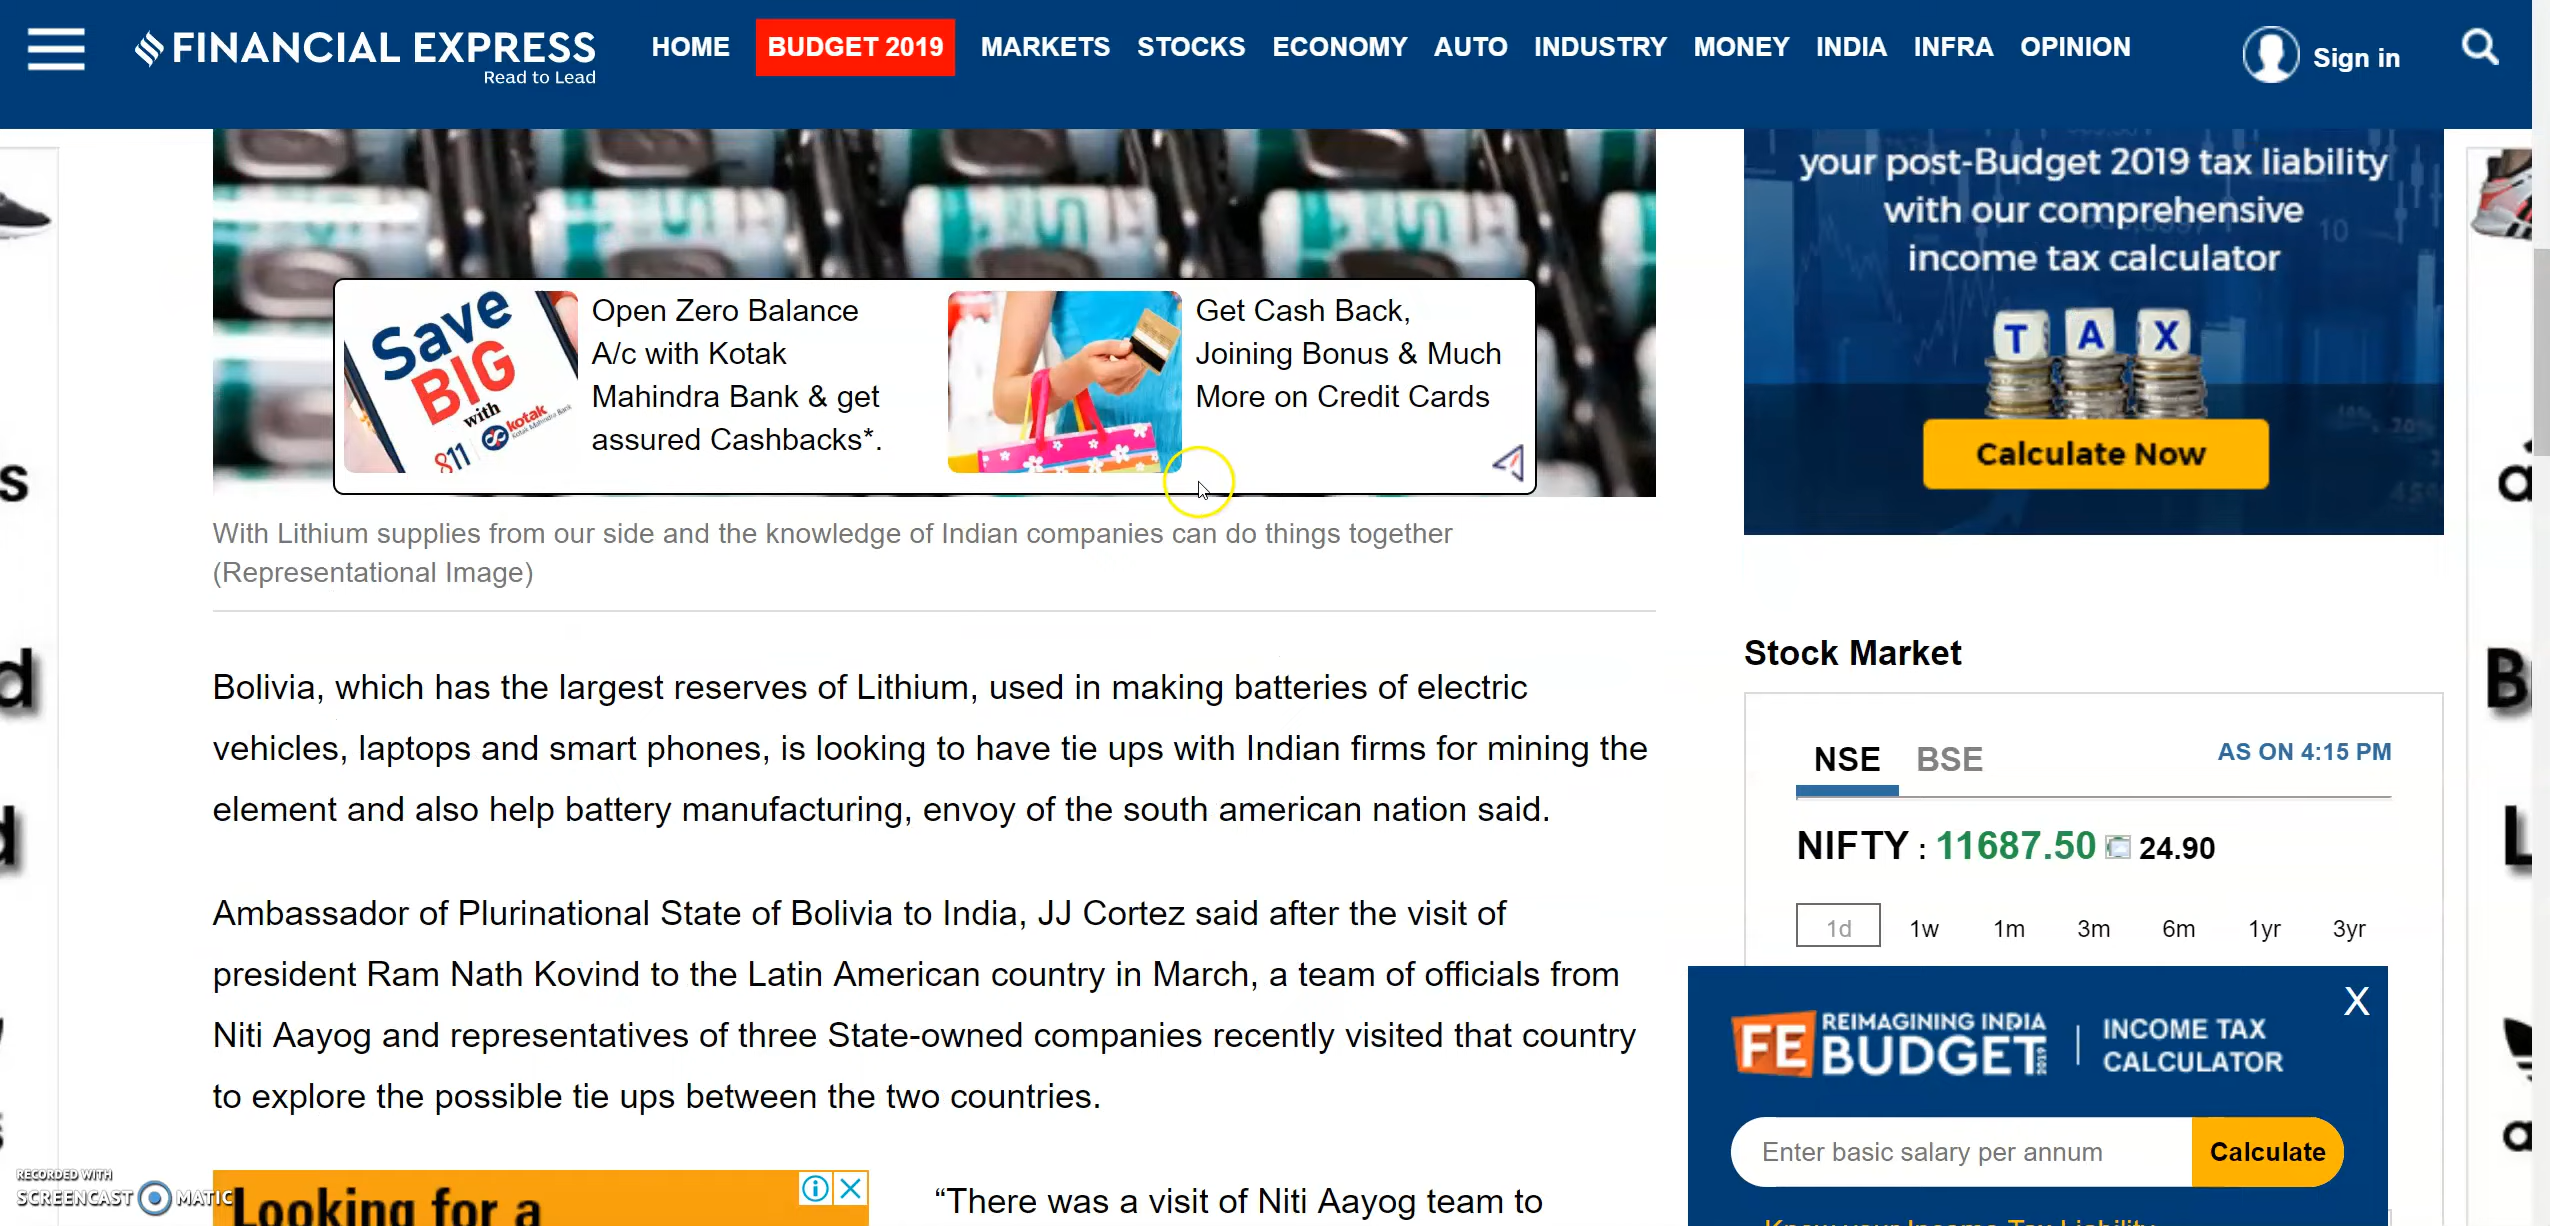 FINANCIAL EXPRESS
Read to Lead
HOME BUDGET 2019 MARKETS STOCKS ECONOMY AUTO INDUSTRY MONEY INDIA INFRA OPINION
Sign in
your post-Budget 2019 tax liability
with our comprehensive
income tax calculator
TAX
Calculate Now
Save
BIG
with
811 kotak
Kotak Mahindra Bank
Open Zero Balance
A/c with Kotak
Mahindra Bank & get
assured Cashbacks*.
Get Cash Back,
Joining Bonus & Much
More on Credit Cards
With Lithium supplies from our side and the knowledge of Indian companies can do things together
(Representational Image)
Bolivia, which has the largest reserves of Lithium, used in making batteries of electric
vehicles, laptops and smart phones, is looking to have tie ups with Indian firms for mining the
element and also help battery manufacturing, envoy of the south american nation said.
Ambassador of Plurinational State of Bolivia to India, JJ Cortez said after the visit of
president Ram Nath Kovind to the Latin American country in March, a team of officials from
Niti Aayog and representatives of three State-owned companies recently visited that country
to explore the possible tie ups between the two countries.
Looking for a
“There was a visit of Niti Aayog team to
Stock Market
NSE BSE AS ON 4:15 PM
NIFTY : 11687.50 24.90
1d 1w 1m 3m 6m 1yr 3yr
X
FE REIMAGINING INDIA
BUDGET 2019
INCOME TAX
CALCULATOR
Enter basic salary per annum
Calculate
Know your Income Tax Liability
RECORDED WITH
SCREENCAST MATIC